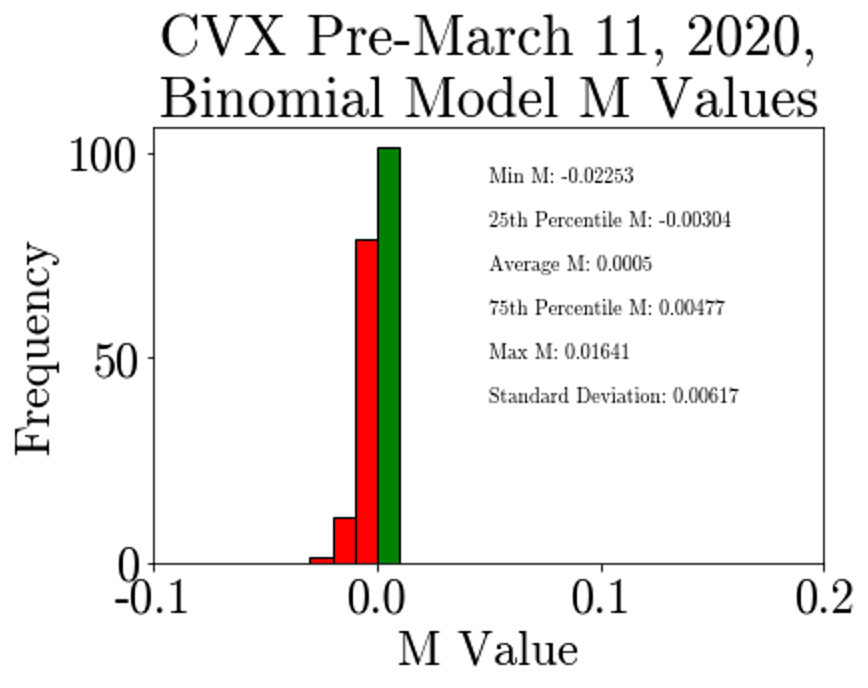 CVX Pre-March 11, 2020,
Binomial Model M Values
100
50
0
Frequency
Min M: -0.02253
25th Percentile M: -0.00304
Average M: 0.0005
75th Percentile M: 0.00477
Max M: 0.01641
Standard Deviation: 0.00617
-0.1
0.0
0.1
0.2
M Value